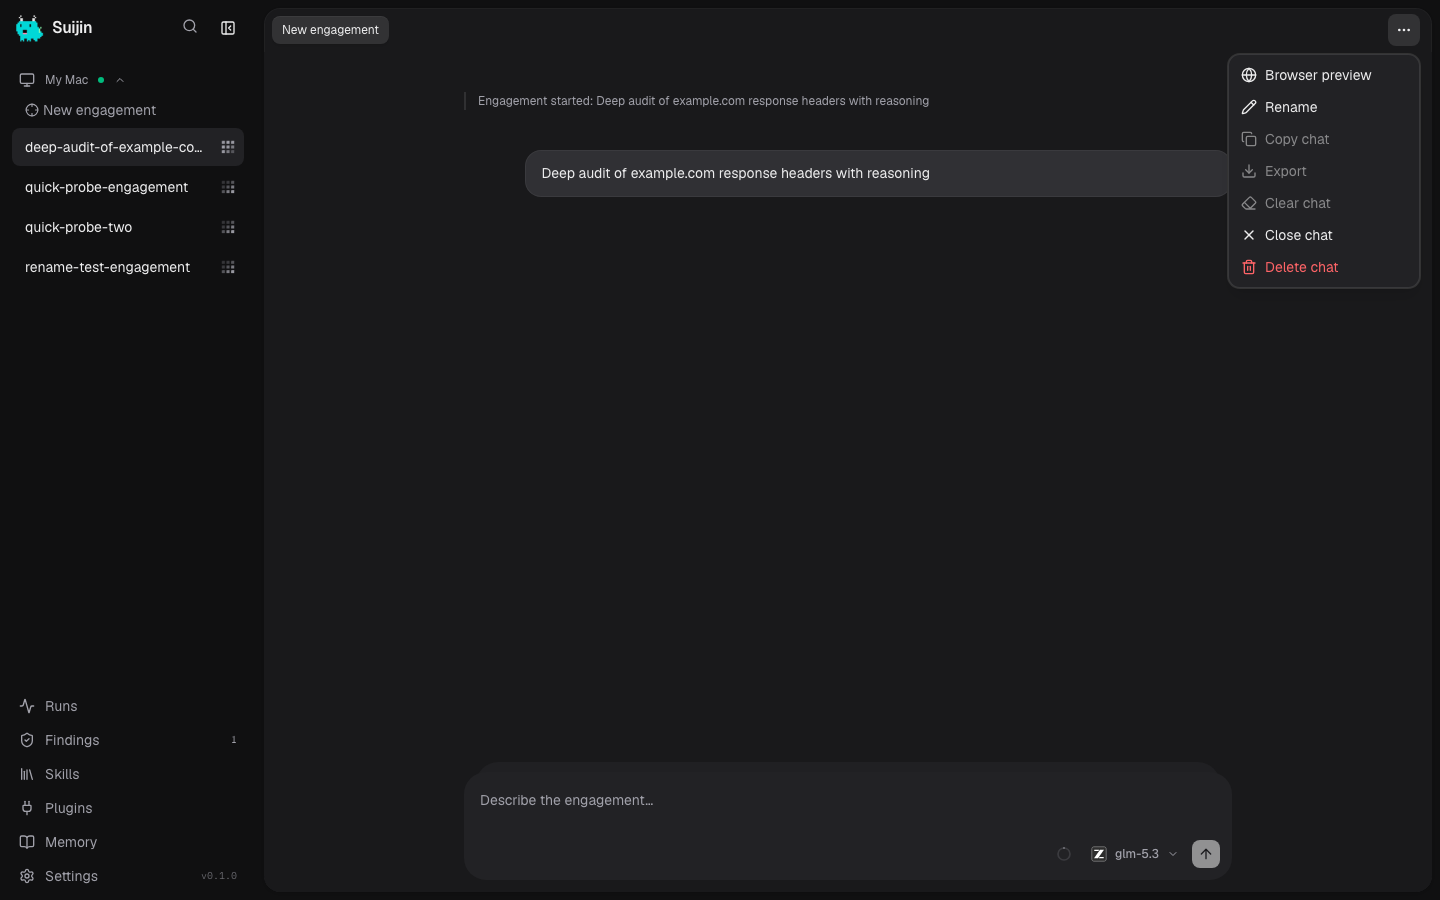 Suijin
My Mac
New engagement
deep-audit-of-example-co...
quick-probe-engagement
quick-probe-two
rename-test-engagement
Runs
Findings
1
Skills
Plugins
Memory
Settings
v0.1.0
New engagement
Engagement started: Deep audit of example.com response headers with reasoning
Deep audit of example.com response headers with reasoning
Browser preview
Rename
Copy chat
Export
Clear chat
Close chat
Delete chat
Describe the engagement...
glm-5.3